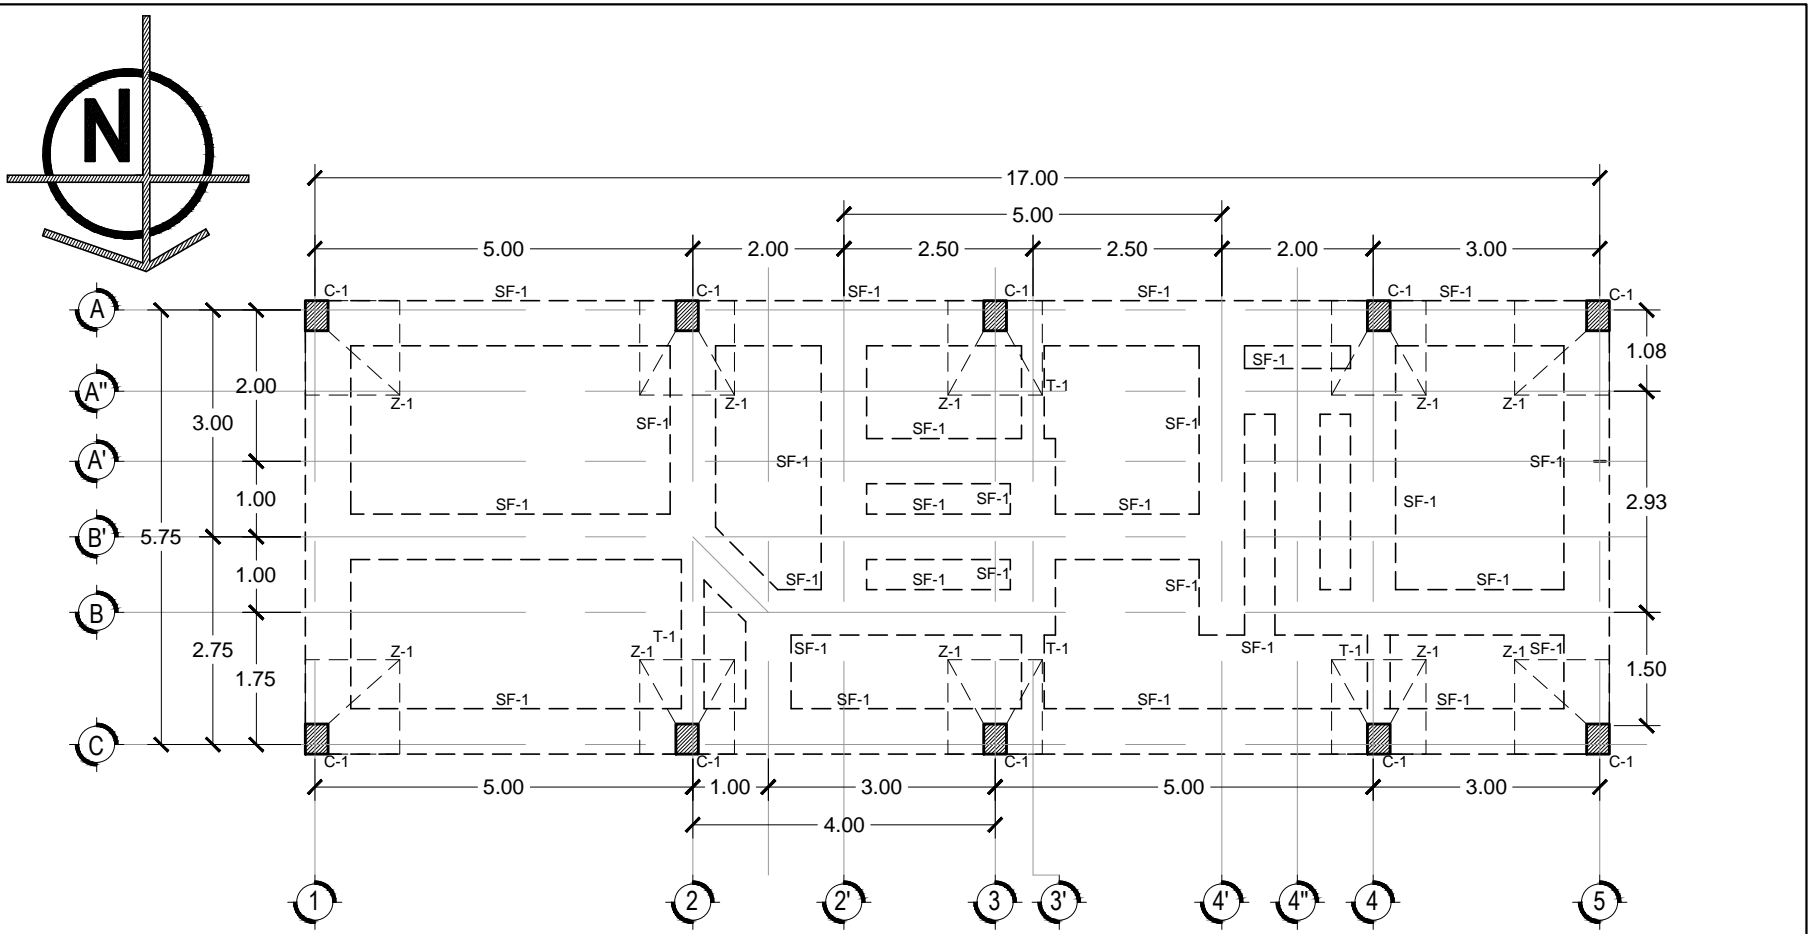 N
17.00
5.00
5.00 2.00 2.50 2.50 2.00 3.00
C-1 SF-1 C-1 SF-1 C-1 SF-1 C-1 SF-1 C-1
A
1.08
SF-1
2.00
A" Z-1 Z-1 Z-1 T-1 Z-1 Z-1
3.00 SF-1 SF-1 SF-1
A' SF-1 SF-1
1.00 SF-1 SF-1 SF-1 SF-1 SF-1 2.93
B' 5.75
1.00 SF-1 SF-1 SF-1 SF-1 SF-1
B
T-1
2.75 Z-1 Z-1 SF-1 Z-1 T-1 SF-1 T-1 Z-1 Z-1 SF-1
1.75 1.50
SF-1 SF-1 SF-1 SF-1
C
C-1 C-1 C-1 C-1 C-1
5.00 1.00 3.00 5.00 3.00
4.00
1 2 2' 3 3' 4' 4" 4 5